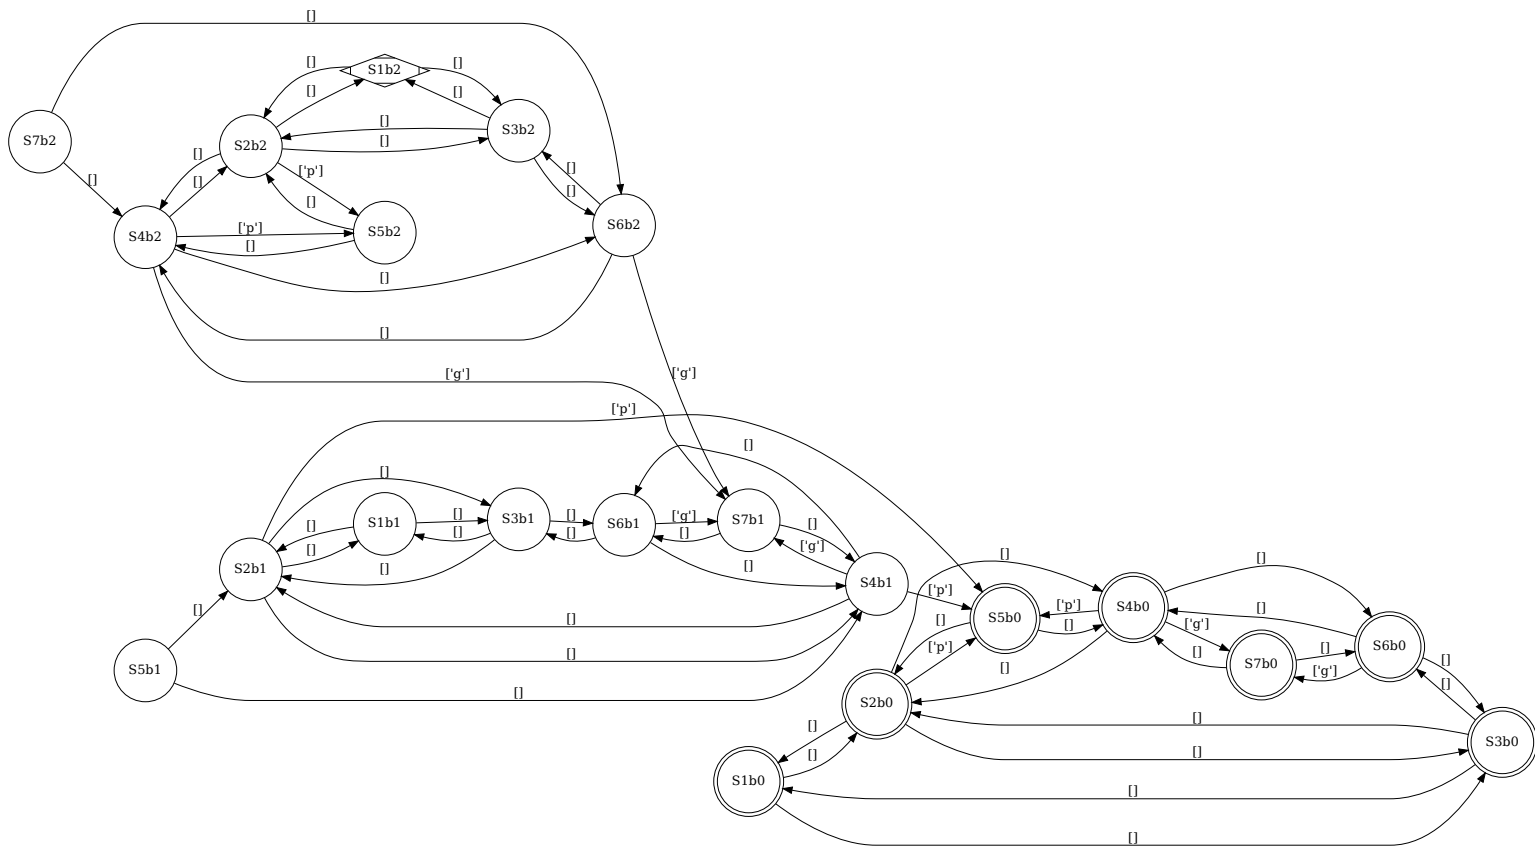 []
S1b2
[] []
[] []
S7b2
S2b2
[]
[]
S3b2
[]
[]
['p']
[]
[]
[]
[]
S4b2
['p']
[]
S5b2
S6b2
[]
[]
['g']
['g']
['p']
[]
[]
S1b1
[]
[]
[]
[]
S3b1
[]
[]
S6b1
['g']
[]
S7b1
[]
['g']
S2b1
[]
[]
S4b1
[]
[]
[]
S5b1
[]
['p']
[]
S5b0
['p']
[]
S4b0
[]
[]
[]
['p']
[]
['g']
[]
S7b0
[]
['g']
S6b0
[]
[]
S2b0
[]
[]
S3b0
[]
[]
S1b0
[]
[]